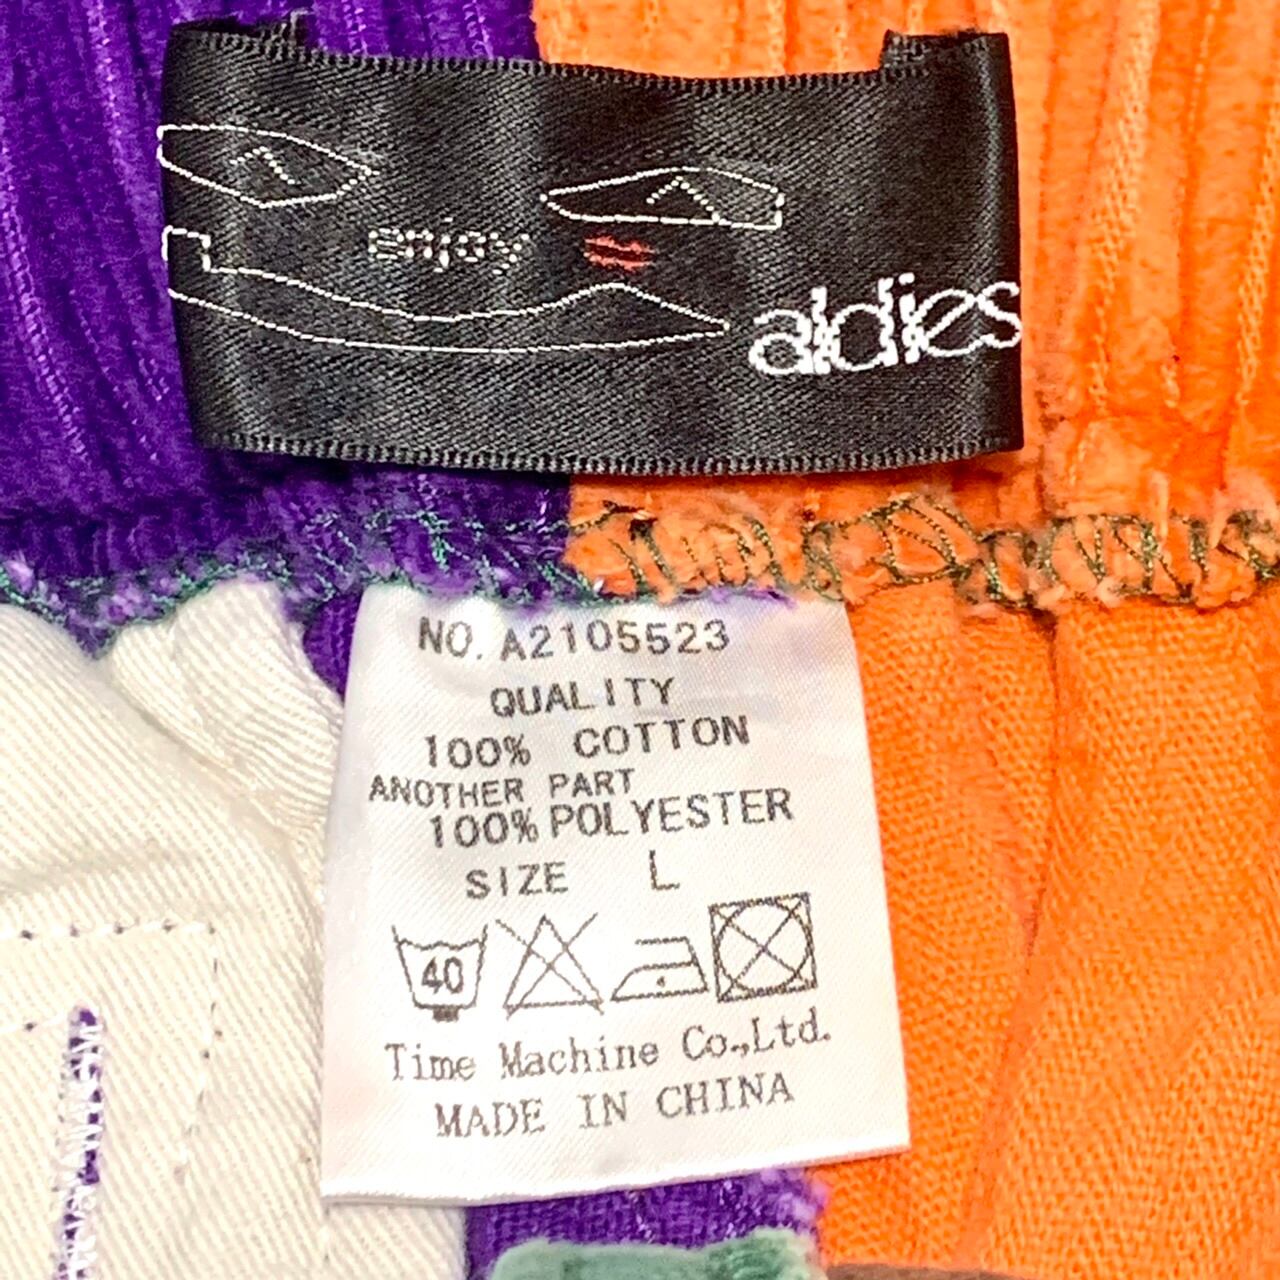 enjoy
aldies
NO. A2105523
QUALITY
100% COTTON
ANOTHER PART
100% POLYESTER
SIZE L
40
Time Machine Co.,Ltd.
MADE IN CHINA